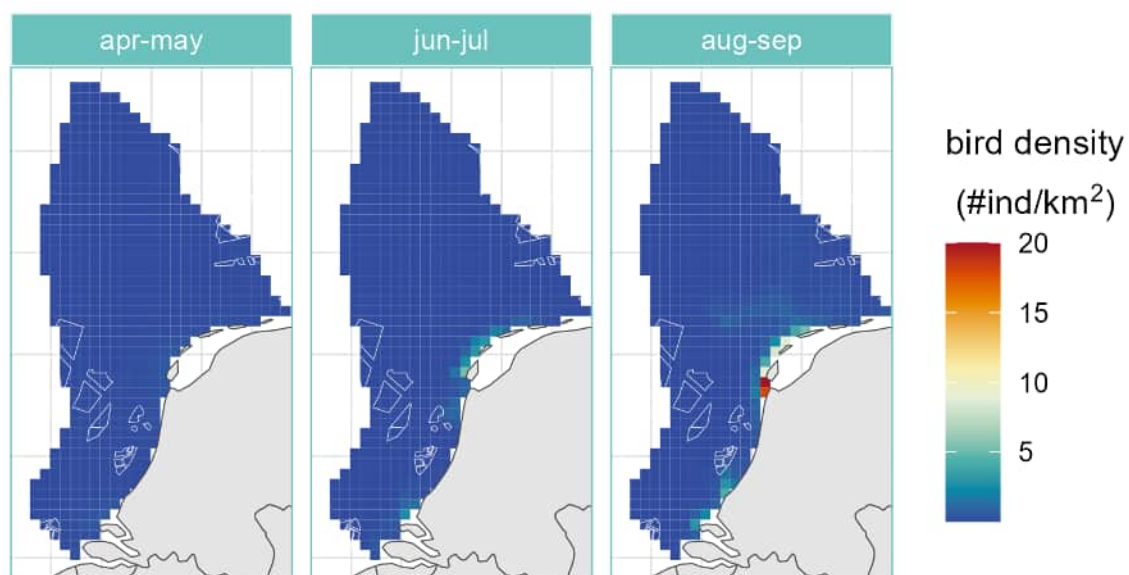 apr-may
jun-jul
aug-sep
bird density
(#ind/km²)
20
15
10
5